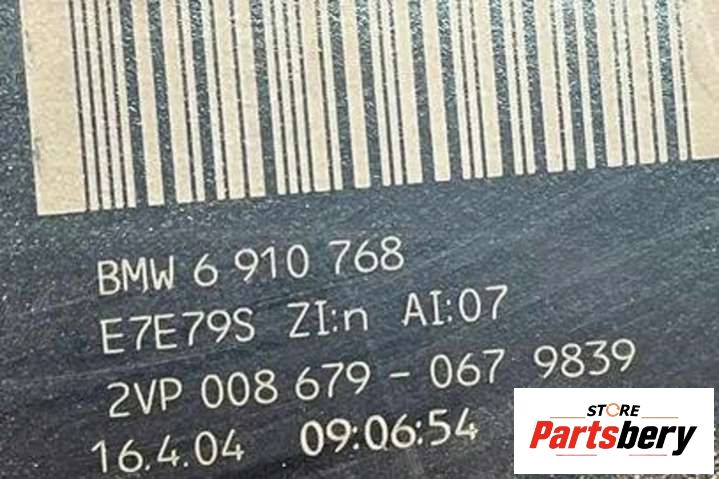 BMW 6 910 768
E7E79S ZI:n AI:07
2VP 008 679 - 067 9839
16.4.04 09:06:54
STORE
Partsbery